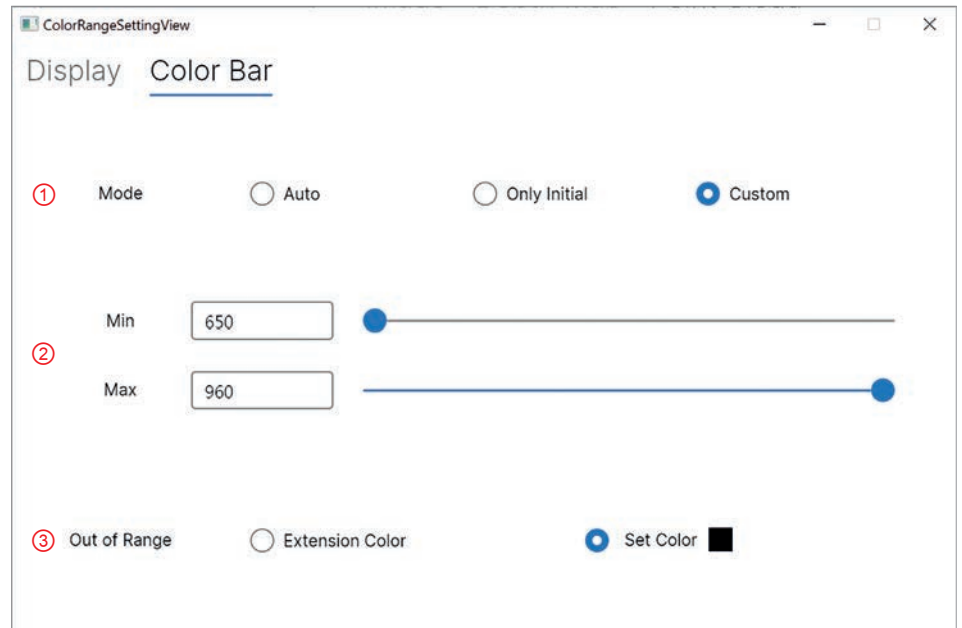 ColorRangeSettingView
Display Color Bar
① Mode Auto Only Initial Custom
Min 650
②
Max 960
③ Out of Range Extension Color Set Color